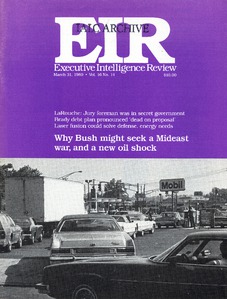 EIR
Executive Intelligence Review
LaRouche: Jury foreman was in secret government
Brady debt plan pronounced 'dead on proposal'
Laser fusion could solve defense, energy needs
Why Bush might seek a Mideast
war, and a new oil shock
Mobil